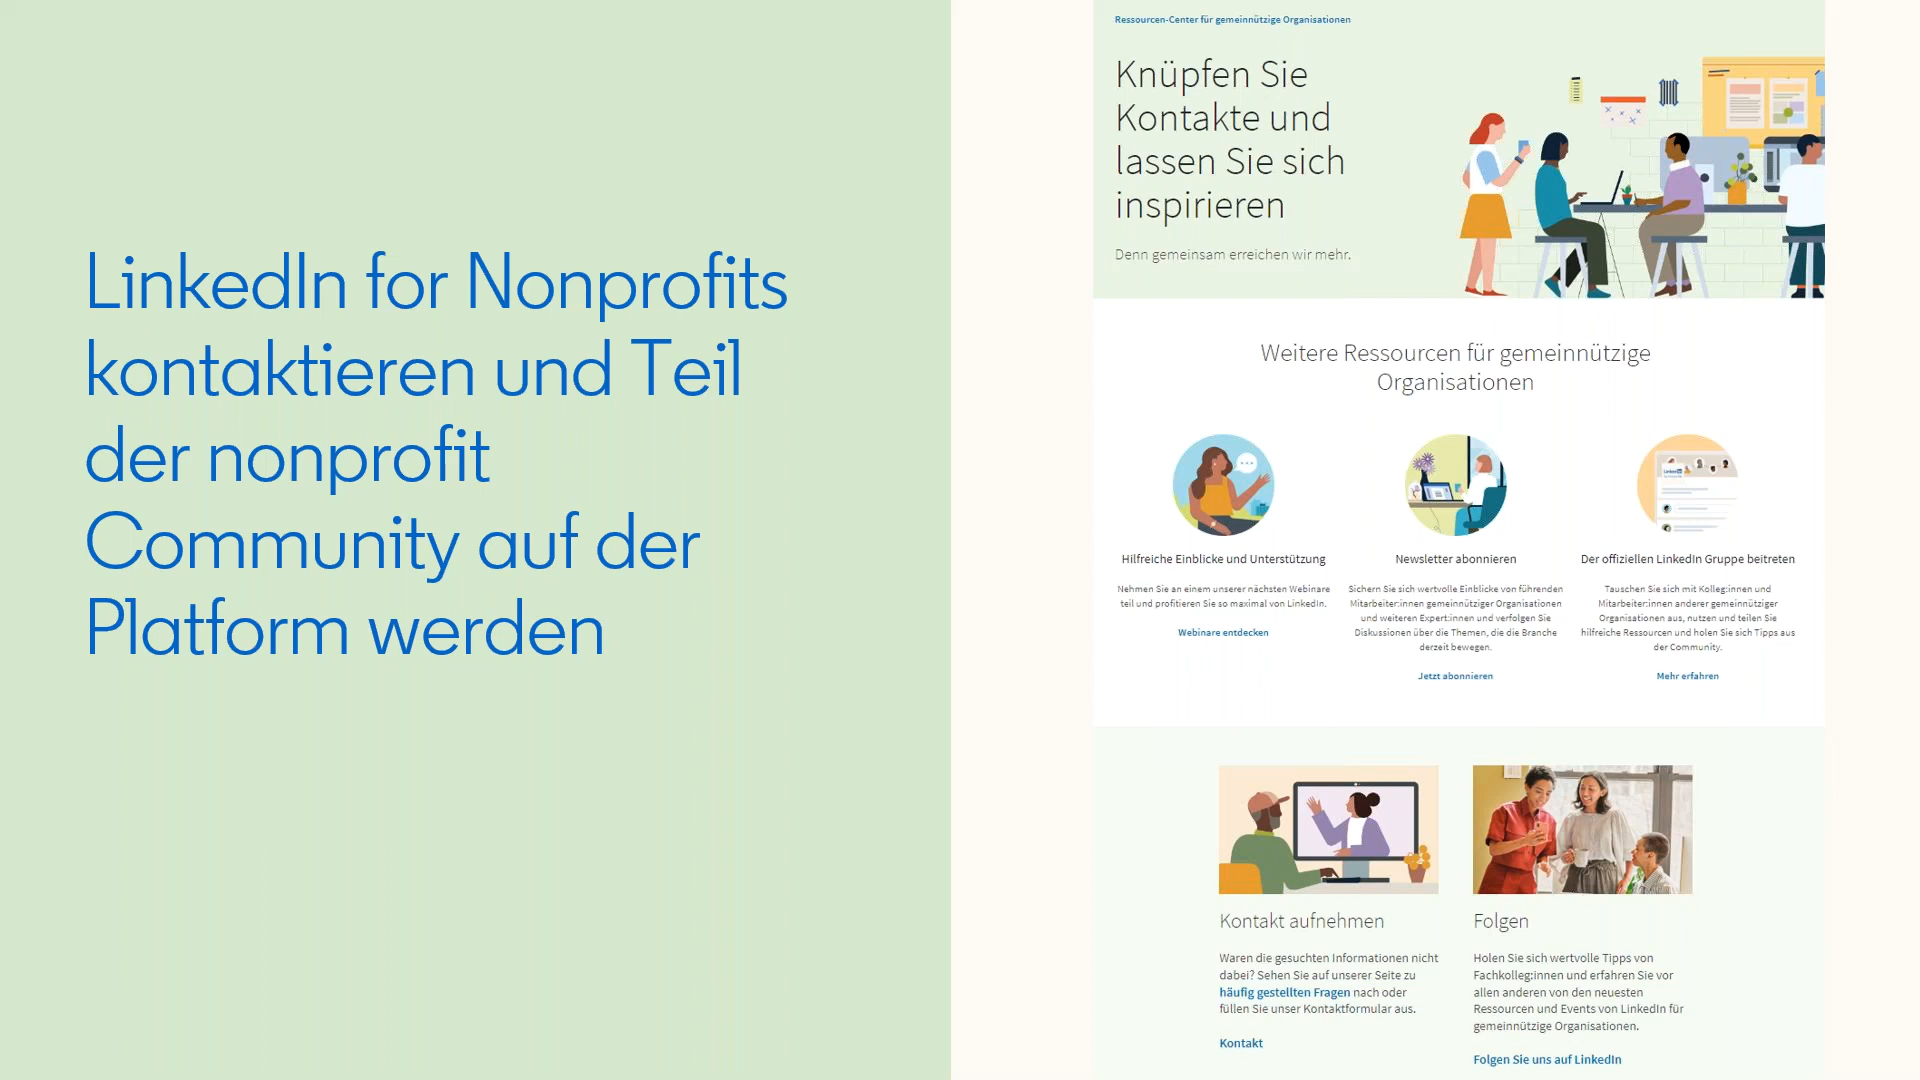 LinkedIn for Nonprofits
kontaktieren und Teil
der nonprofit
Community auf der
Platform werden
Ressourcen-Center für gemeinnützige Organisationen
Knüpfen Sie
Kontakte und
lassen Sie sich
inspirieren
Denn gemeinsam erreichen wir mehr.
Weitere Ressourcen für gemeinnützige
Organisationen
Hilfreiche Einblicke und Unterstützung
Nehmen Sie an einem unserer nächsten Webinare
teil und profitieren Sie so maximal von LinkedIn.
Webinare entdecken
Newsletter abonnieren
Sichern Sie sich wertvolle Einblicke von führenden
Mitarbeiter:innen gemeinnütziger Organisationen
und weiteren Expert:innen und verfolgen Sie
Diskussionen über die Themen, die die Branche
derzeit bewegen.
Jetzt abonnieren
Linked
Der offiziellen LinkedIn Gruppe beitreten
Tauschen Sie sich mit Kolleg:innen und
Mitarbeiter:innen anderer gemeinnütziger
Organisationen aus, nutzen und teilen Sie
hilfreiche Ressourcen und holen Sie sich Tipps aus
der Community.
Mehr erfahren
Kontakt aufnehmen
Waren die gesuchten Informationen nicht
dabei? Sehen Sie auf unserer Seite zu
häufig gestellten Fragen nach oder
füllen Sie unser Kontaktformular aus.
Kontakt
Folgen
Holen Sie sich wertvolle Tipps von
Fachkolleg:innen und erfahren Sie vor
allen anderen von den neuesten
Ressourcen und Events von LinkedIn für
gemeinnützige Organisationen.
Folgen Sie uns auf LinkedIn